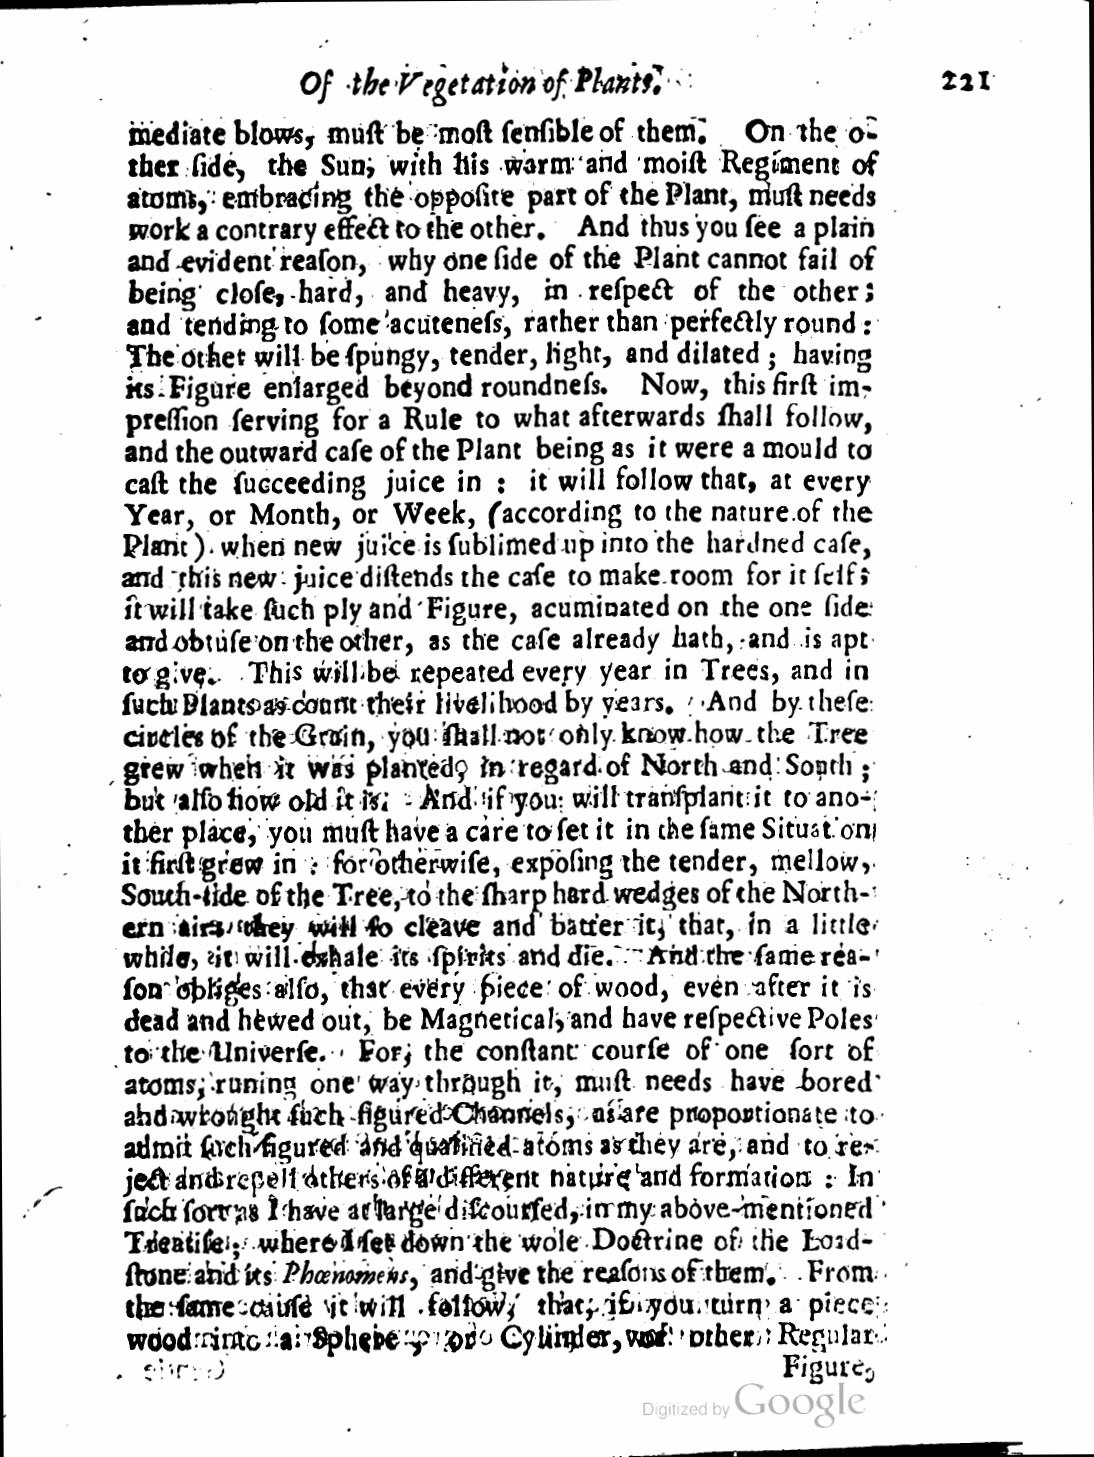 Of the Vegetation of Plants. 221
mediate blows, muſt be moſt ſenſible of them. On the o-
ther ſide, the Sun, with his warm and moiſt Regiment of
atoms, embracing the oppoſite part of the Plant, muſt needs
work a contrary effect to the other. And thus you ſee a plain
and evident reaſon, why one ſide of the Plant cannot fail of
being cloſe, hard, and heavy, in reſpect of the other;
and tending to ſome acuteneſs, rather than perfectly round:
The other will be ſpungy, tender, light, and dilated; having
its Figure enlarged beyond roundneſs. Now, this firſt im-
preſſion ſerving for a Rule to what afterwards ſhall follow,
and the outward caſe of the Plant being as it were a mould to
caſt the ſucceeding juice in : it will follow that, at every
Year, or Month, or Week, (according to the nature of the
Plant) when new juice is ſublimed up into the hardned caſe,
and this new juice diſtends the caſe to make room for it ſelf;
it will take ſuch ply and Figure, acuminated on the one ſide
and obtuſe on the other, as the caſe already hath, and is apt
to give. This will be repeated every year in Trees, and in
ſuch Plants as count their livelihood by years. And by theſe
circles of the Grain, you ſhall not only know how the Tree
grew when it was planted, in regard of North and South;
but alſo how old it is. And if you will tranſplant it to ano-
ther place, you muſt have a care to ſet it in the ſame Situation
it firſt grew in : for otherwiſe, expoſing the tender, mellow,
South-ſide of the Tree, to the ſharp hard wedges of the North-
ern airs, they will ſo cleave and batter it, that, in a little
while, it will exhale its ſpirits and die. And the ſame rea-
ſon obliges alſo, that every piece of wood, even after it is
dead and hewed out, be Magnetical, and have reſpective Poles
to the Univerſe. For, the conſtant courſe of one ſort of
atoms, runing one way through it, muſt needs have bored
and wrought ſuch figured Channels, as are proportionate to
admit ſuch figured and qualified atoms as they are, and to re-
ject and repell others of a different nature and formation : In
ſuch ſort as I have at large diſcourſed, in my above-mentioned
Treatiſe; where I ſet down the wole Doctrine of the Load-
ſtone and its Phœnomens, and give the reaſons of them. From
the ſame cauſe it will follow, that, if you turn a piece
wood into a Sphere, or Cylinder, or other Regular
Figure,
Digitized by Google